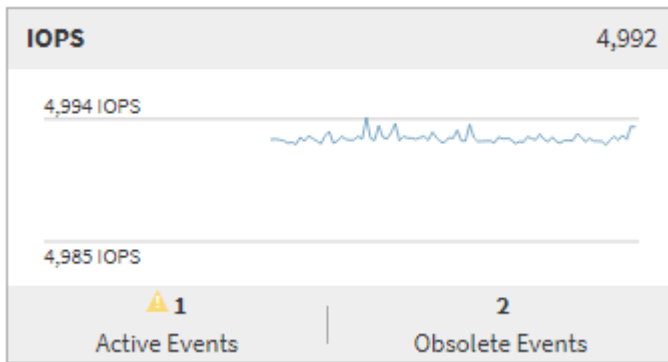 IOPS 4,992
4,994 IOPS
4,985 IOPS
1 2
Active Events Obsolete Events